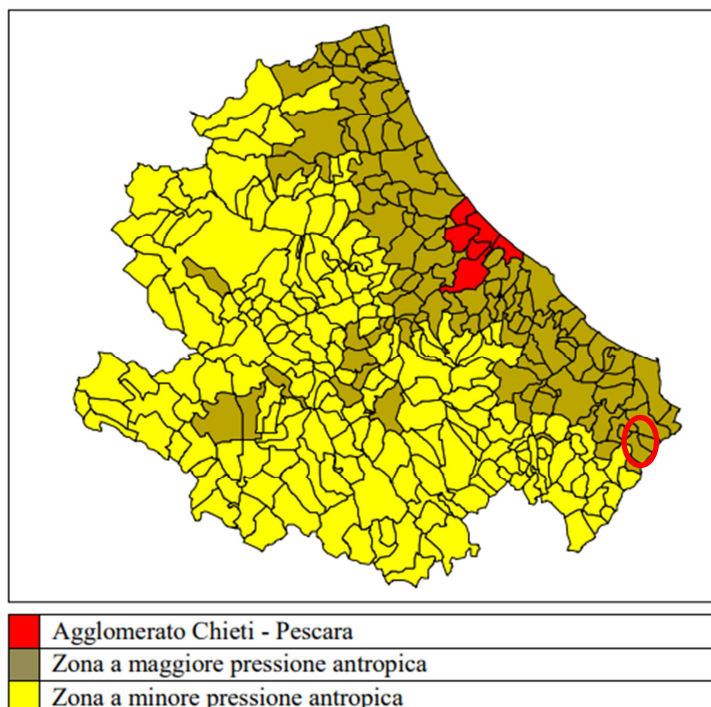 Agglomerato Chieti - Pescara
Zona a maggiore pressione antropica
Zona a minore pressione antropica